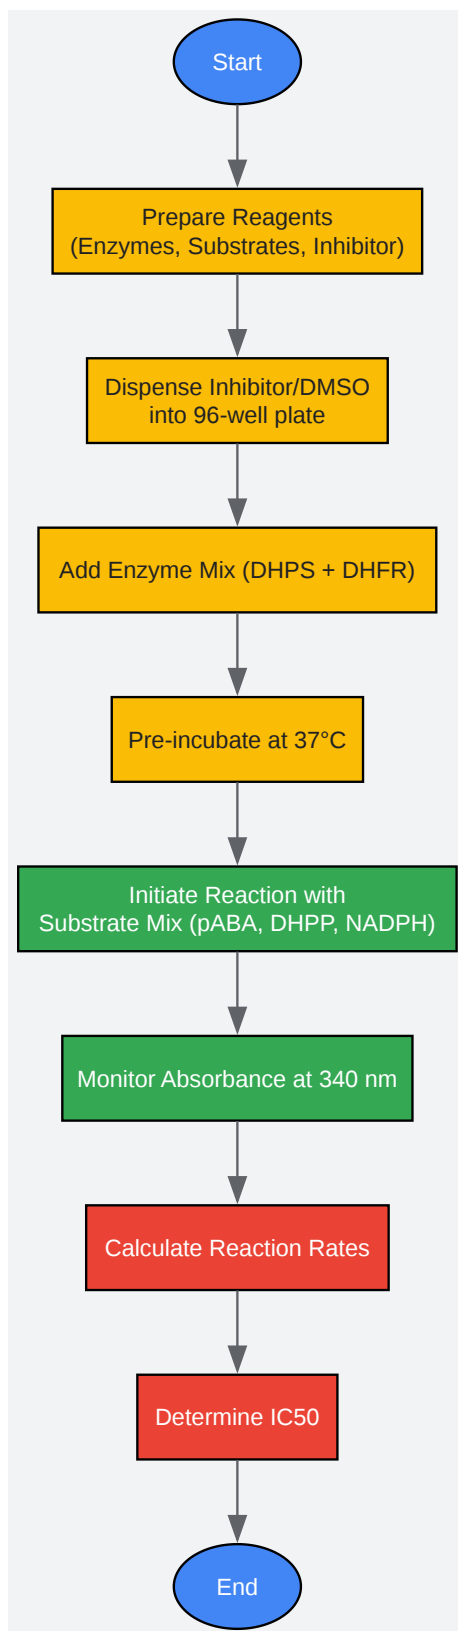 Start
Prepare Reagents
(Enzymes, Substrates, Inhibitor)
Dispense Inhibitor/DMSO
into 96-well plate
Add Enzyme Mix (DHPS + DHFR)
Pre-incubate at 37°C
Initiate Reaction with
Substrate Mix (pABA, DHPP, NADPH)
Monitor Absorbance at 340 nm
Calculate Reaction Rates
Determine IC50
End